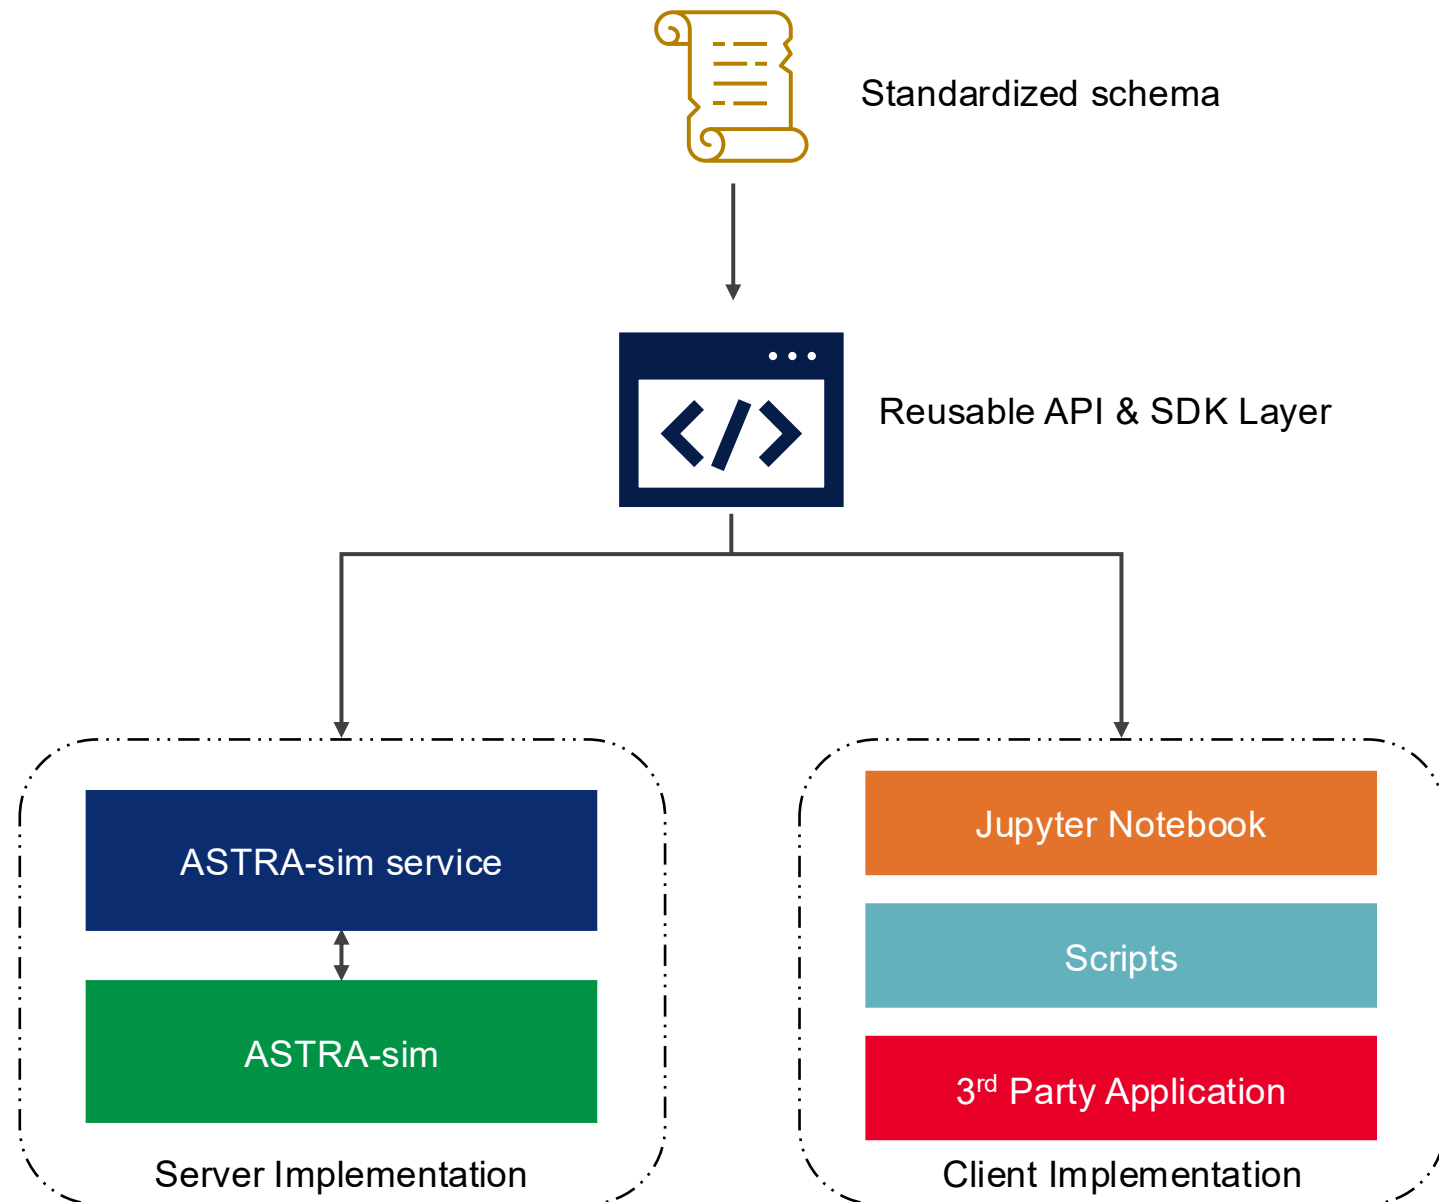 Standardized schema
Reusable API & SDK Layer
ASTRA-sim service
ASTRA-sim
Server Implementation
Jupyter Notebook
Scripts
3rd Party Application
Client Implementation